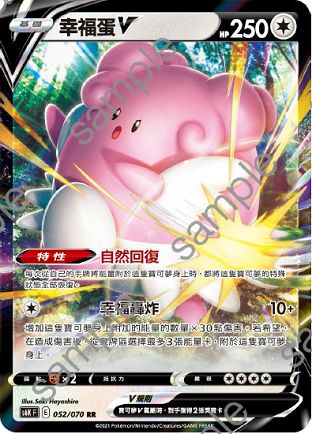 基礎
幸福蛋V
HP 250
特性 自然回復
每次從自己的手牌將能量附於這隻寶可夢身上時，都將這隻寶可夢的特殊
狀態全部恢復。
幸福轟炸 10+
增加這隻寶可夢身上附加的能量的數量×30點傷害。若希望，
在造成傷害後，從棄牌區選擇最多3張能量卡，附於這隻寶可夢
身上。
弱點 ×2 抵抗力 撤退
Illus. Saki Hayashiro
V規則
s6K F E 052/070 RR
寶可夢V【昏厥】時，對手獲得2張獎賞卡。
©2021 Pokémon/Nintendo/Creatures/GAME FREAK.
sample
sample
sample
sample
sample